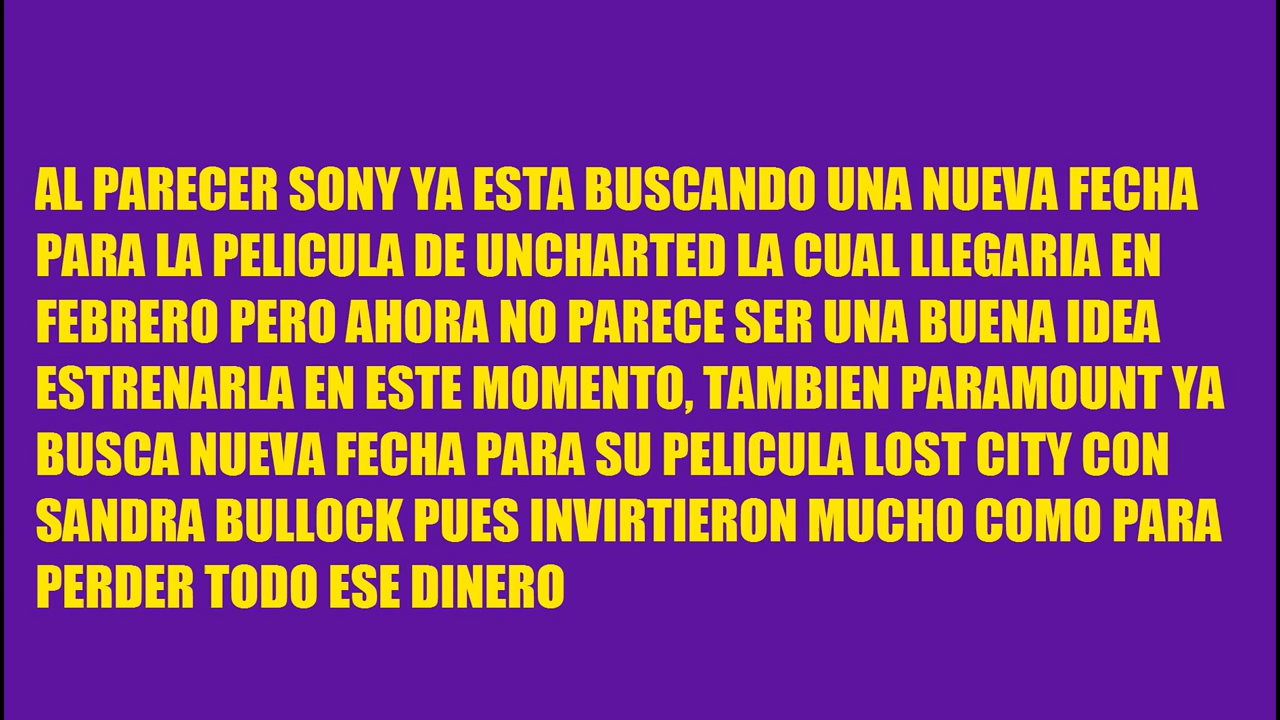 AL PARECER SONY YA ESTA BUSCANDO UNA NUEVA FECHA
PARA LA PELICULA DE UNCHARTED LA CUAL LLEGARIA EN
FEBRERO PERO AHORA NO PARECE SER UNA BUENA IDEA
ESTRENARLA EN ESTE MOMENTO, TAMBIEN PARAMOUNT YA
BUSCA NUEVA FECHA PARA SU PELICULA LOST CITY CON
SANDRA BULLOCK PUES INVIRTIERON MUCHO COMO PARA
PERDER TODO ESE DINERO